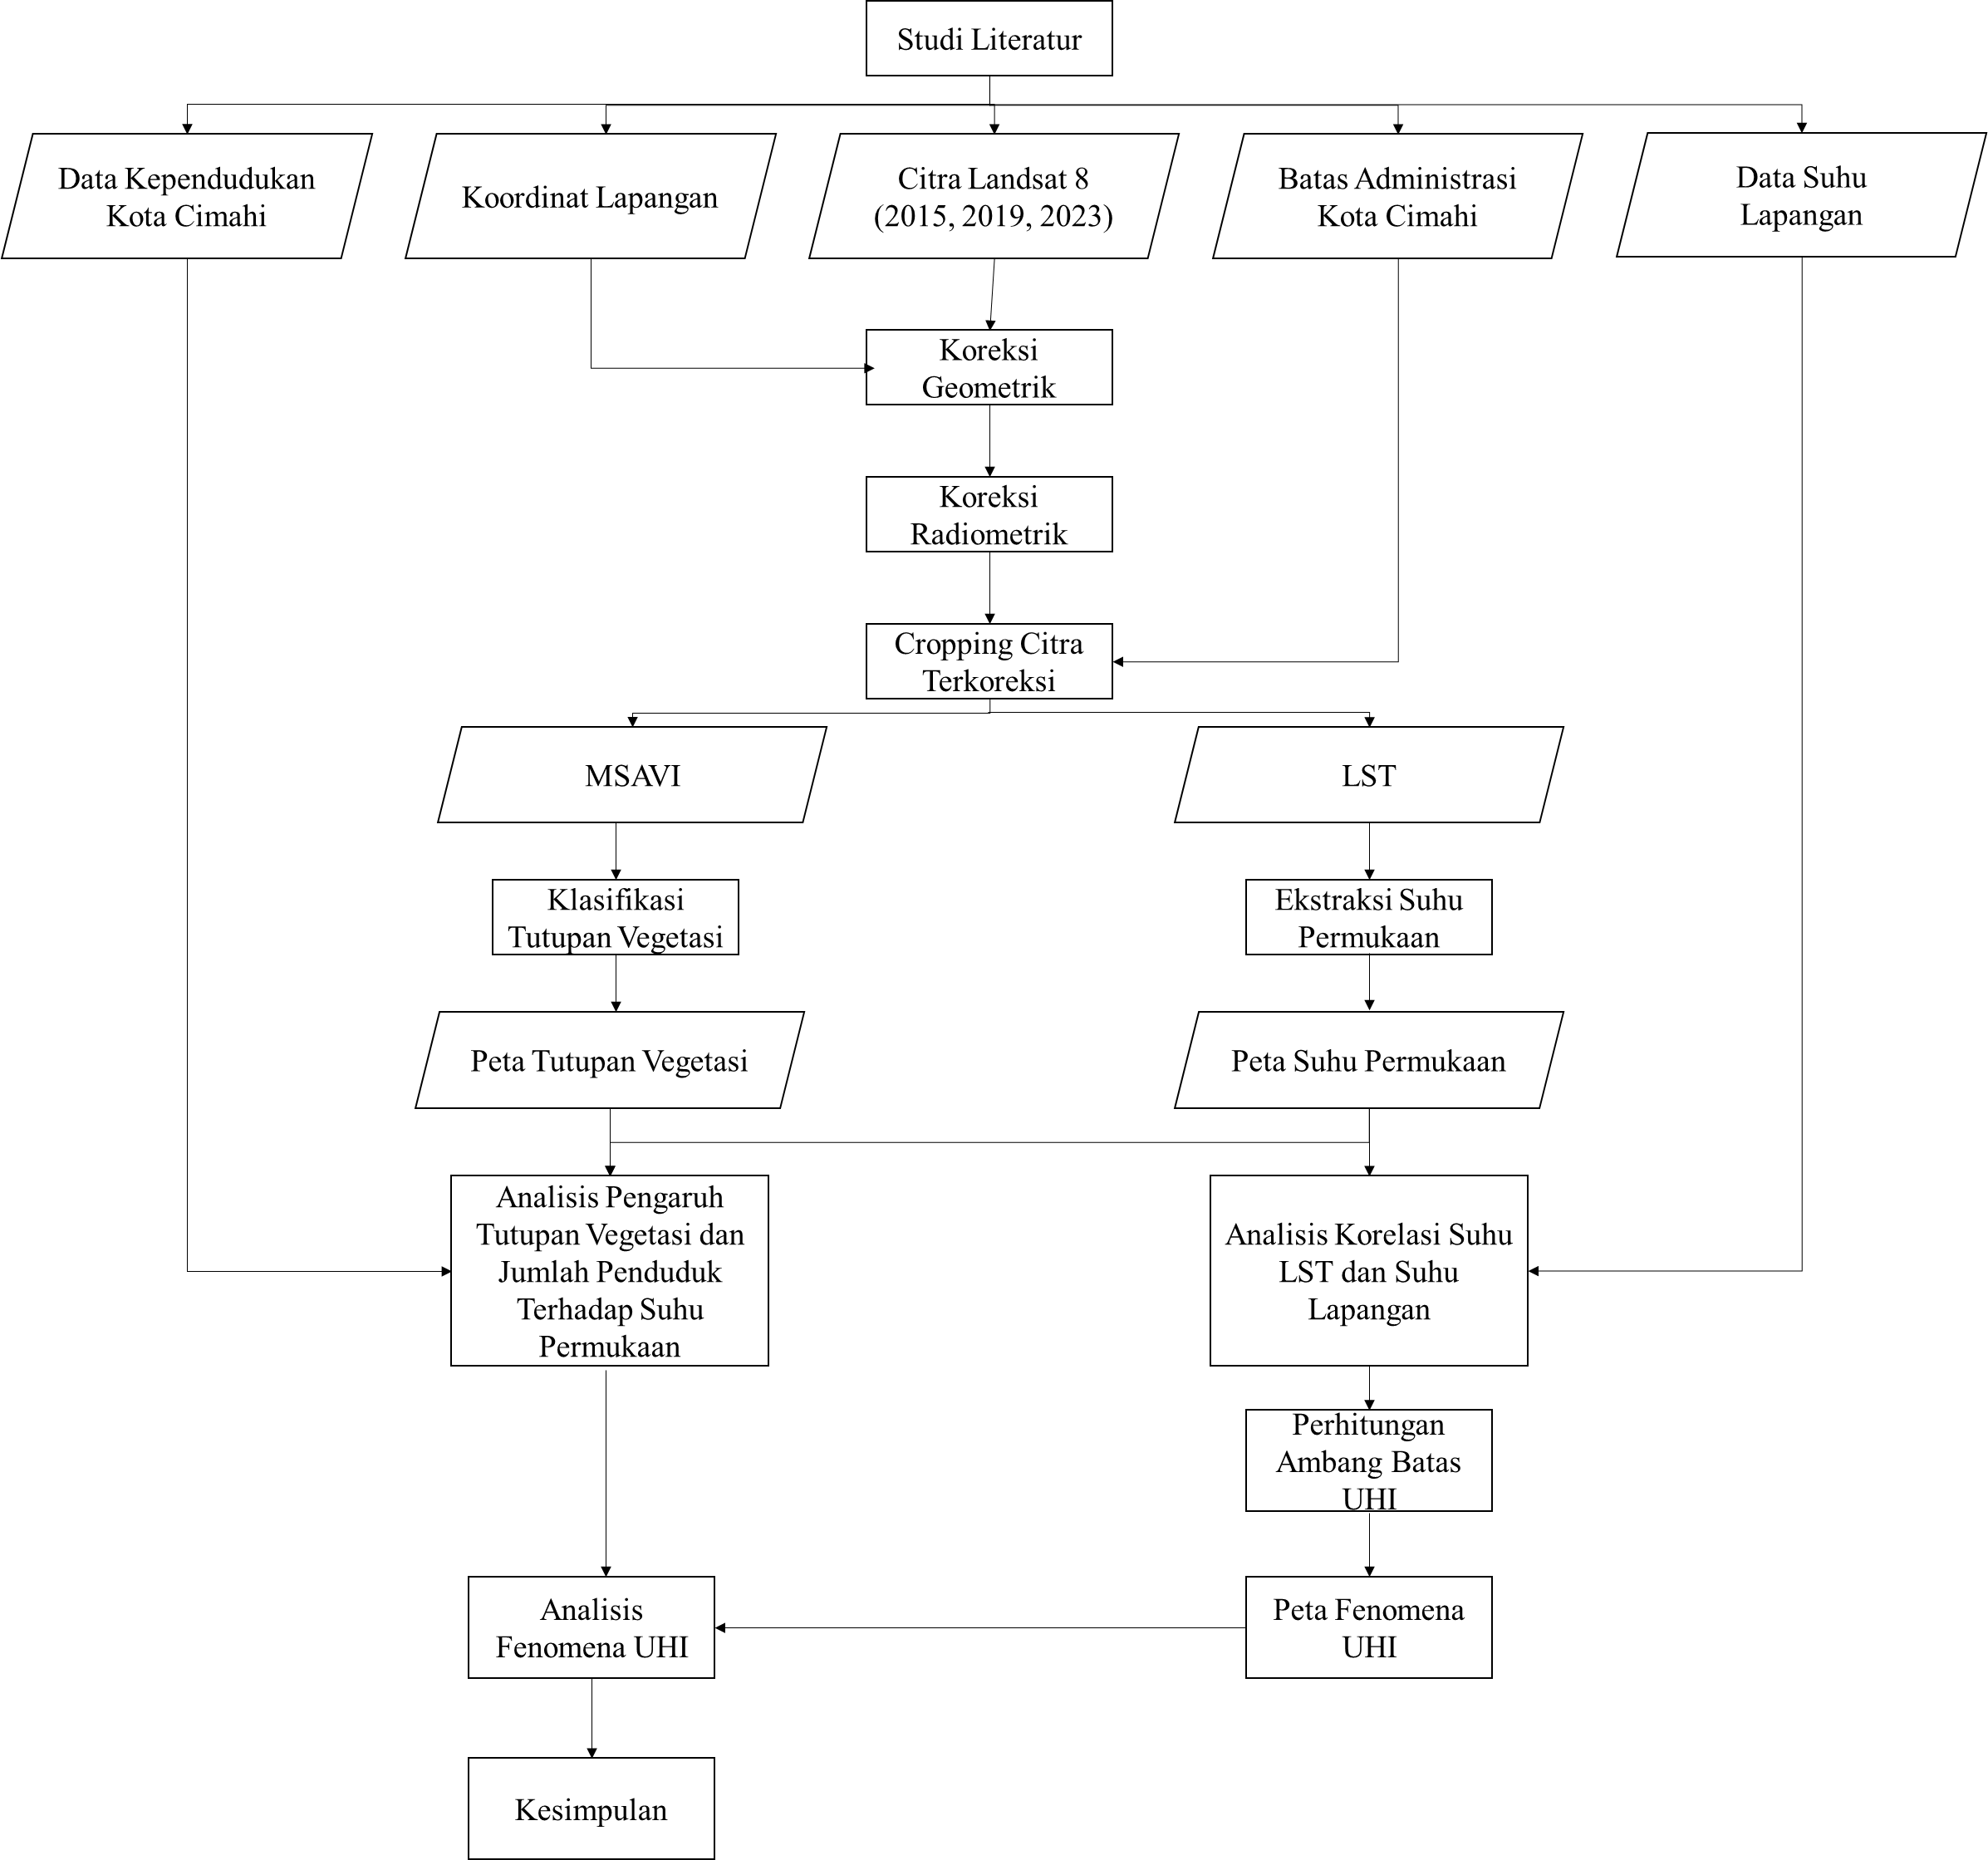 Studi Literatur
Data Kependudukan
Kota Cimahi
Koordinat Lapangan
Citra Landsat 8
(2015, 2019, 2023)
Batas Administrasi
Kota Cimahi
Data Suhu
Lapangan
Koreksi
Geometrik
Koreksi
Radiometrik
Cropping Citra
Terkoreksi
MSAVI
LST
Klasifikasi
Tutupan Vegetasi
Ekstraksi Suhu
Permukaan
Peta Tutupan Vegetasi
Peta Suhu Permukaan
Analisis Pengaruh
Tutupan Vegetasi dan
Jumlah Penduduk
Terhadap Suhu
Permukaan
Analisis Korelasi Suhu
LST dan Suhu
Lapangan
Perhitungan
Ambang Batas
UHI
Analisis
Fenomena UHI
Peta Fenomena
UHI
Kesimpulan